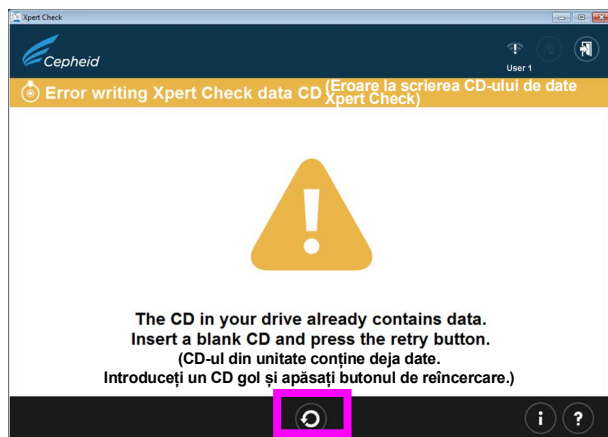 Xpert Check
Cepheid
User 1
Error writing Xpert Check data CD (Eroare la scrierea CD-ului de date
Xpert Check)
The CD in your drive already contains data.
Insert a blank CD and press the retry button.
(CD-ul din unitate conține deja date.
Introduceți un CD gol și apăsați butonul de reîncercare.)
i ?